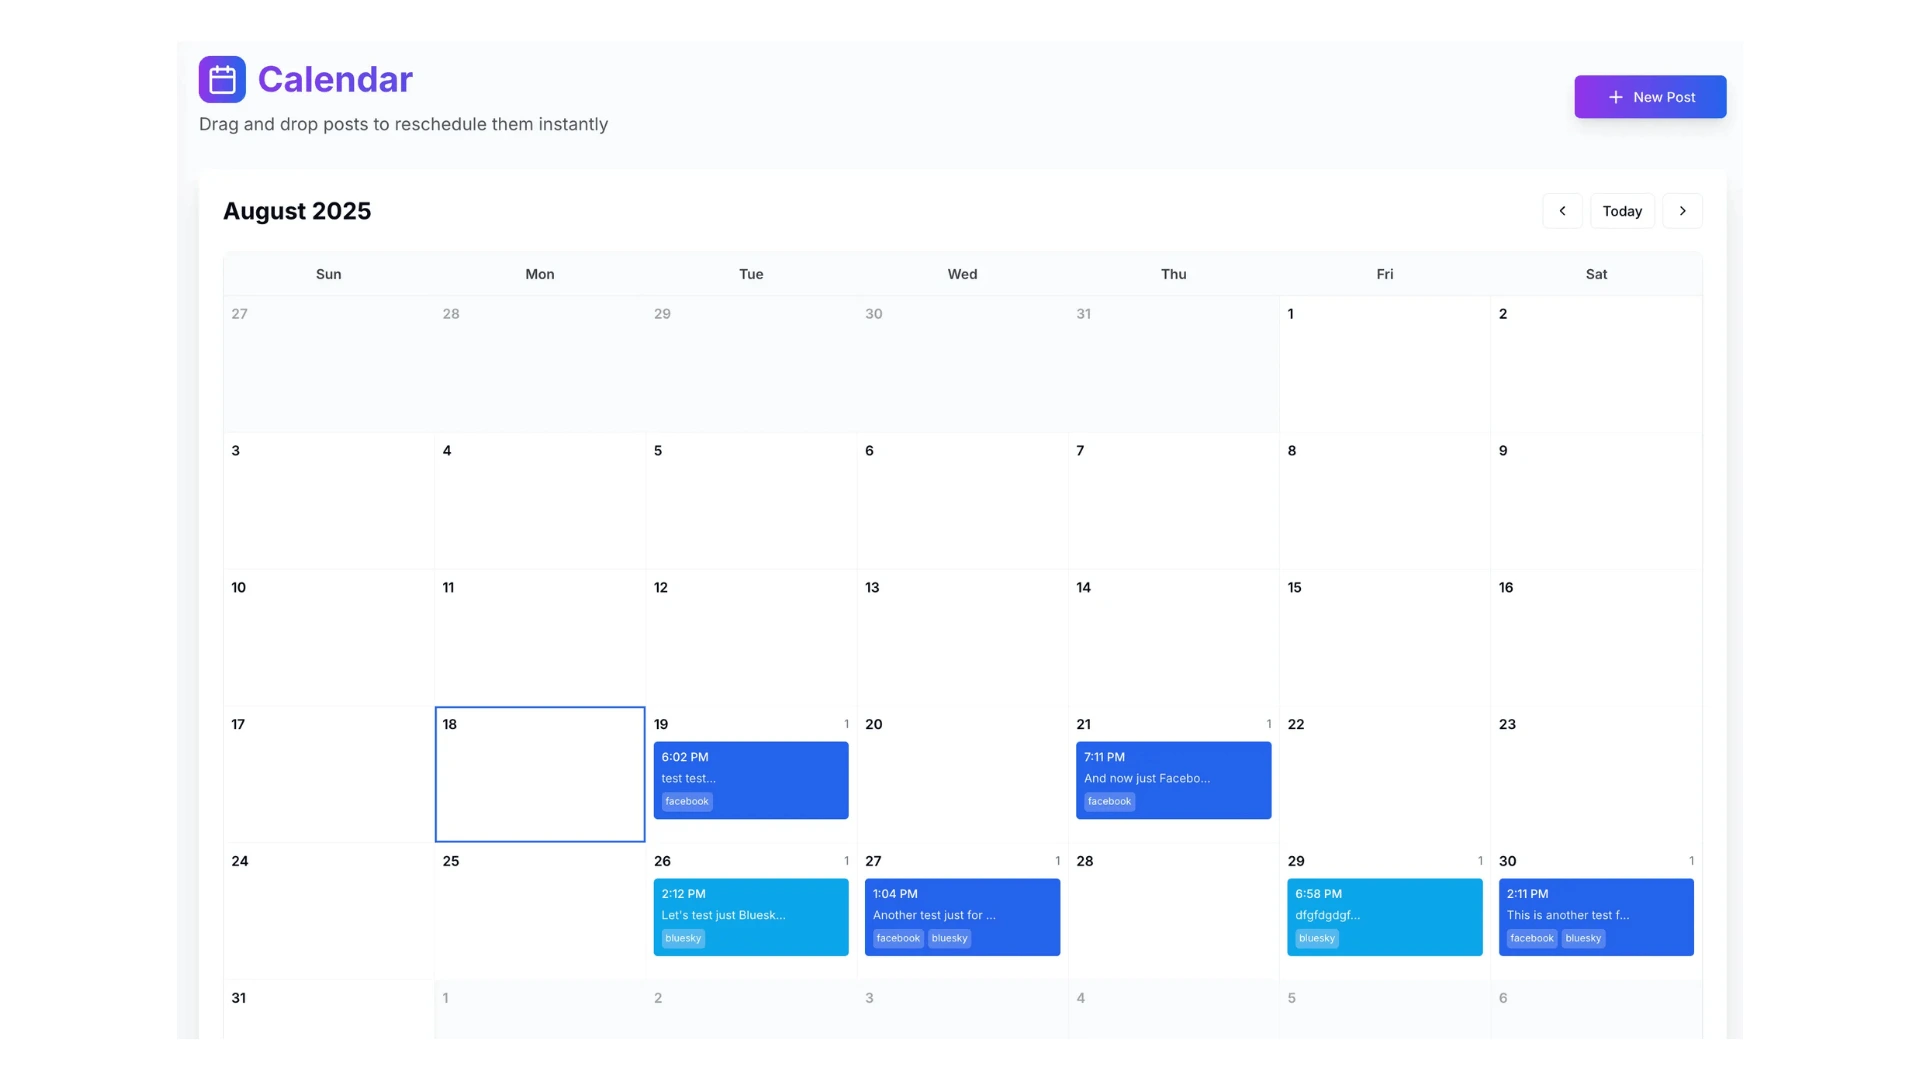 Calendar
New Post
Drag and drop posts to reschedule them instantly
August 2025
Today
Sun Mon Tue Wed Thu Fri Sat
27 28 29 30 31 1 2
3 4 5 6 7 8 9
10 11 12 13 14 15 16
17 18 19 1 20 21 1 22 23
6:02 PM
test test...
facebook
7:11 PM
And now just Facebo...
facebook
24 25 26 1 27 1 28 29 1 30 1
2:12 PM
Let's test just Bluesk...
bluesky
1:04 PM
Another test just for ...
facebook bluesky
6:58 PM
dfgfdgdgf...
bluesky
2:11 PM
This is another test f...
facebook bluesky
31 1 2 3 4 5 6